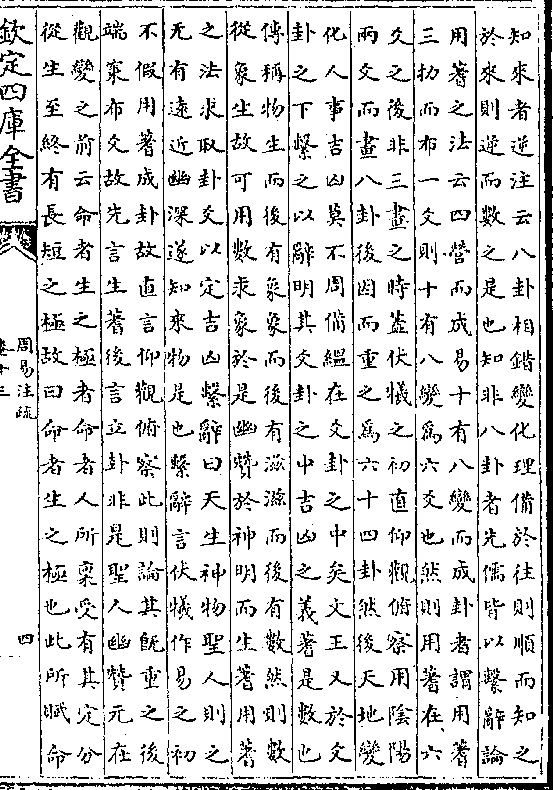 知來者逆注云八卦相錯變化理備於往則順而知之
於來則逆而數之是也知非八卦者先儒皆以繫辭論
用蓍之法云四營而成易十有八變而成卦者謂用蓍
三扐而布一爻則十有八變爲六爻也然則用蓍在六
爻之後非三畫之時蓋伏犧之初直仰觀俯察用陰陽
兩爻而畫八卦後因而重之爲六十四卦然後天地變
化人事吉凶莫不周備緼在爻卦之中矣文王又於爻
卦之下繫之以辭明其爻卦之中吉凶之義蓍是數也
傳稱物生而後有象象而後有滋滋而後有數然則數
從象生故可用數求象於是幽贊於神明而生蓍用蓍
之法求取卦爻以定吉凶繫辭曰天生神物聖人則之
无有遠近幽深遂知來物是也繫辭言伏犧作易之初
不假用蓍成卦故直言仰觀俯察此則論其旣重之後
端策布爻故先言生蓍後言立卦非是聖人幽贊元在
觀變之前云命者生之極者命者人所稟受有其定分
從生至終有長短之極故曰命者生之極也此所賦命
欽定四庫全書
周易注疏
卷十三
四